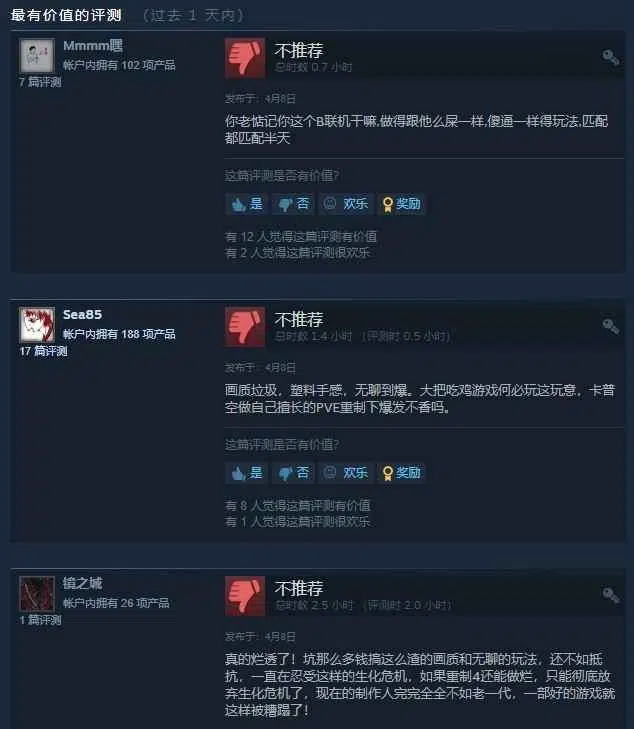 最有价值的评测 （过去 1 天内）
Mmmm嘿
帐户内拥有 102 项产品
7 篇评测
不推荐
总时数 0.7 小时
发布于：4月8日
你老惦记你这个B联机干嘛,做得跟他么屎一样,傻逼一样得玩法,匹配
都匹配半天
这篇评测是否有价值?
是 否 欢乐 奖励
有 12 人觉得这篇评测有价值
有 2 人觉得这篇评测很欢乐
Sea85
帐户内拥有 188 项产品
17 篇评测
不推荐
总时数 1.4 小时 （评测时 0.5 小时）
发布于：4月8日
画质垃圾，塑料手感，无聊到爆。大把吃鸡游戏何必玩这玩意，卡普
空做自己擅长的PVE重制下爆发不香吗。
这篇评测是否有价值?
是 否 欢乐 奖励
有 8 人觉得这篇评测有价值
有 1 人觉得这篇评测很欢乐
镜之城
帐户内拥有 26 项产品
1 篇评测
不推荐
总时数 2.5 小时 （评测时 2.0 小时）
发布于：4月8日
真的烂透了！坑那么多钱搞这么渣的画质和无聊的玩法，还不如抵
抗，一直在忍受这样的生化危机，如果重制4还能做烂，只能彻底放
弃生化危机了，现在的制作人完完全全不如老一代，一部好的游戏就
这样被糟蹋了！